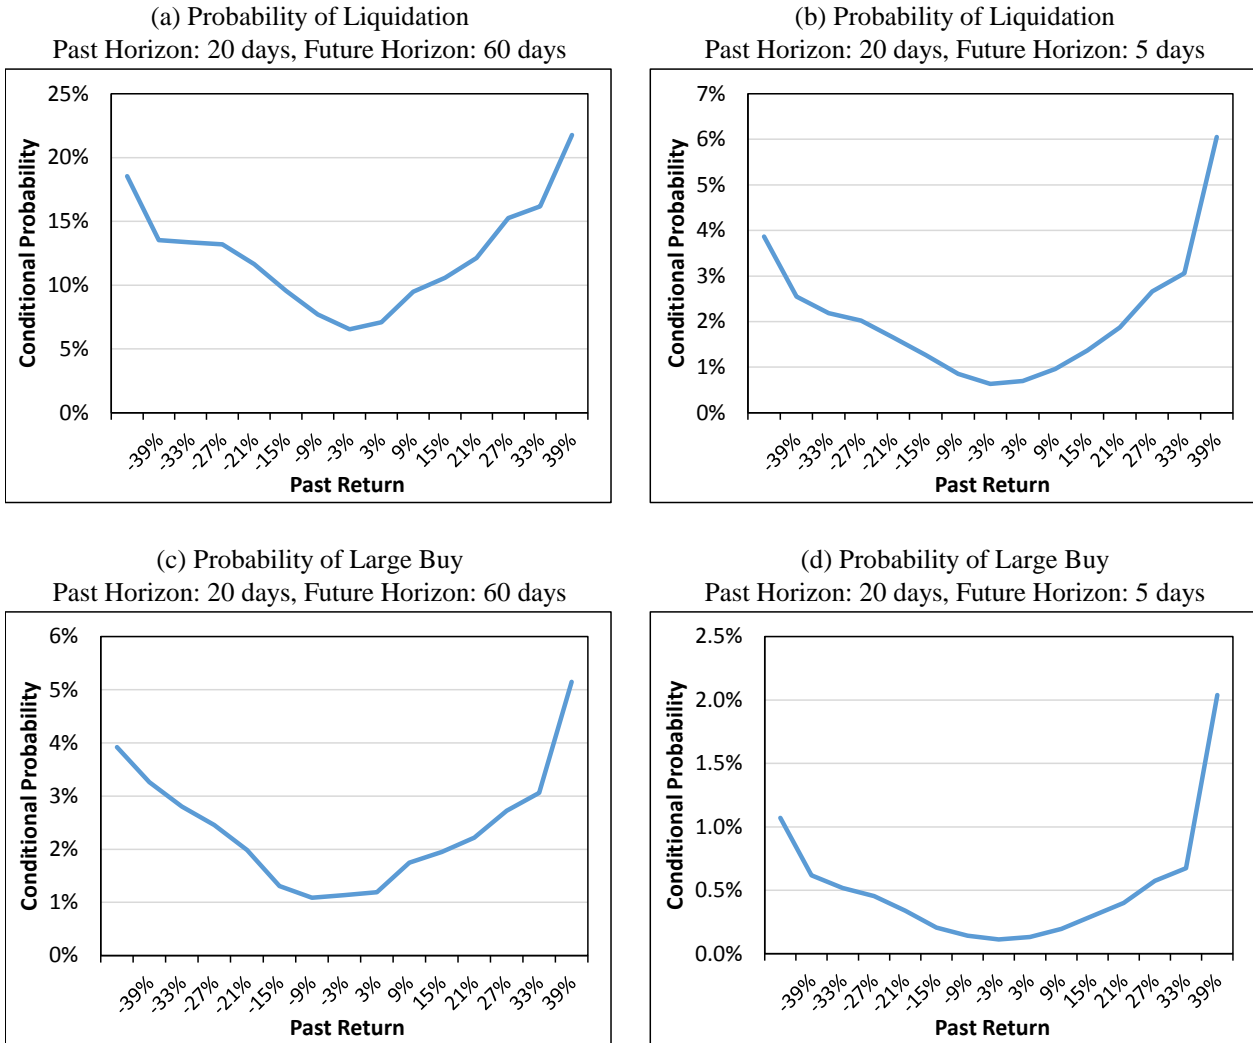 (a) Probability of Liquidation
Past Horizon: 20 days, Future Horizon: 60 days
25%
20%
15%
10%
5%
0%
Conditional Probability
-39% -33% -27% -21% -15% -9% -3% 3% 9% 15% 21% 27% 33% 39%
Past Return
(b) Probability of Liquidation
Past Horizon: 20 days, Future Horizon: 5 days
7%
6%
5%
4%
3%
2%
1%
0%
Conditional Probability
-39% -33% -27% -21% -15% -9% -3% 3% 9% 15% 21% 27% 33% 39%
Past Return
(c) Probability of Large Buy
Past Horizon: 20 days, Future Horizon: 60 days
6%
5%
4%
3%
2%
1%
0%
Conditional Probability
-39% -33% -27% -21% -15% -9% -3% 3% 9% 15% 21% 27% 33% 39%
Past Return
(d) Probability of Large Buy
Past Horizon: 20 days, Future Horizon: 5 days
2.5%
2.0%
1.5%
1.0%
0.5%
0.0%
Conditional Probability
-39% -33% -27% -21% -15% -9% -3% 3% 9% 15% 21% 27% 33% 39%
Past Return